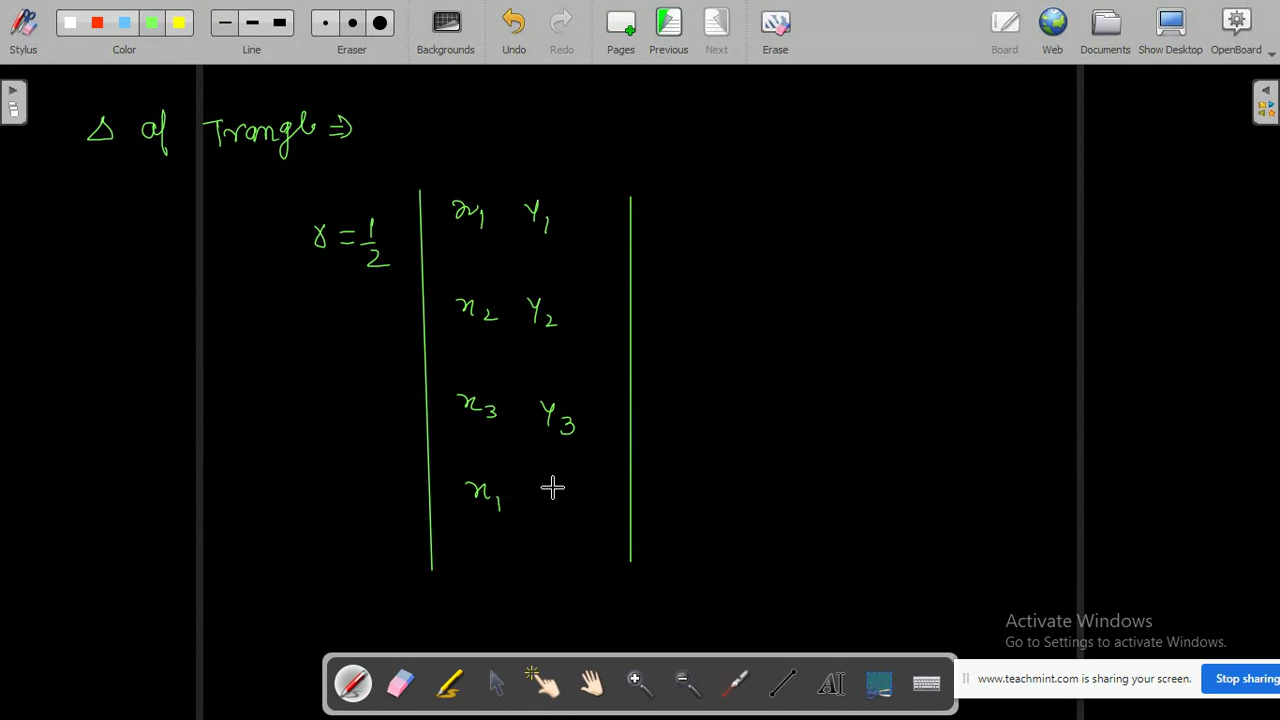 Stylus Color Line Eraser Backgrounds Undo Redo Pages Previous Next Erase Board Web Documents Show Desktop OpenBoard
Δ of Trangle ⇒
x₁ y₁
γ = 1/2
x₂ y₂
x₃ y₃
x₁
Activate Windows
Go to Settings to activate Windows.
AI
www.teachmint.com is sharing your screen. Stop sharing